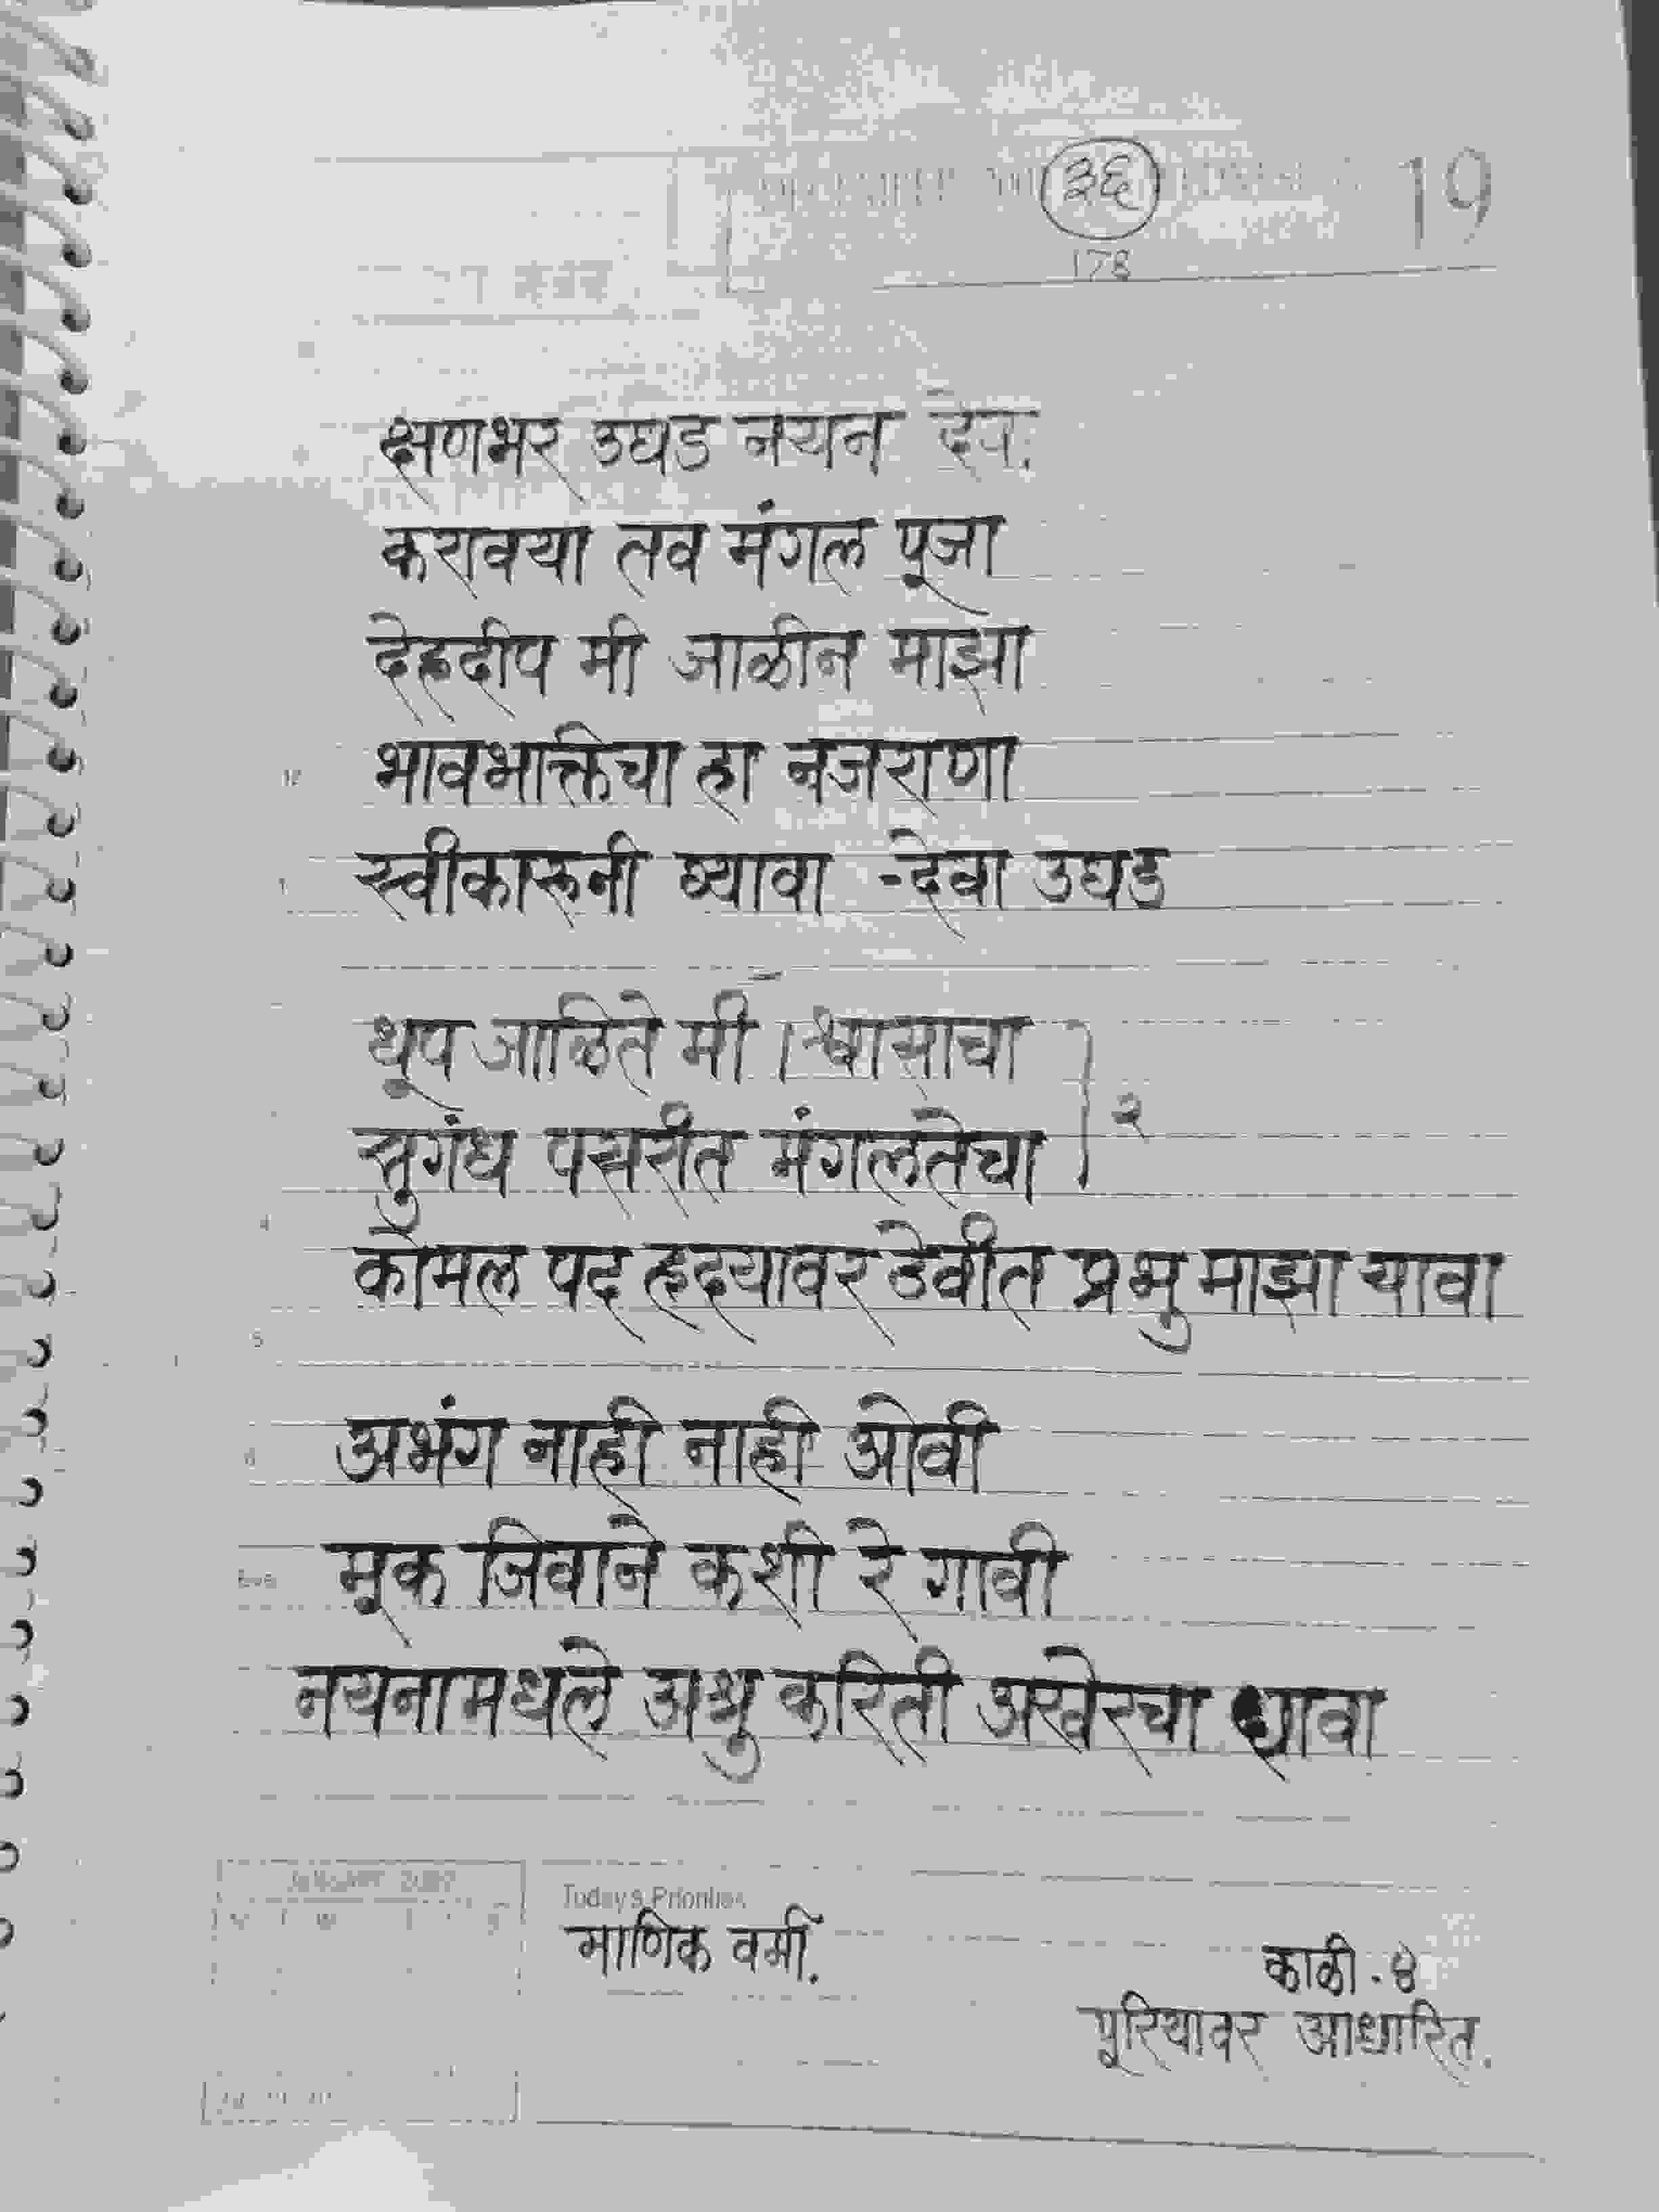 ३६
19
178
क्षणभर उघड नयन देवा
करावया तव मंगल पूजा
देहदीप मी जाळीन माझा
भावभक्तिचा हा नजराणा
स्वीकारूनी घ्यावा - देवा उघड
धूप जाळिते मी । श्वासाचा
सुगंध पसरीत मंगलतेचा } २
कोमल पद हृदयावर ठेवीत प्रभु माझा यावा
अभंग नाही नाही ओवी
मूक जिवाने कशी रे गावी
नयनामधले अश्रु करिती अखेरचा धावा
JANUARY
Today's Priorities
माणिक वर्मा.
काळी - ४
पूरियावर आधारित.